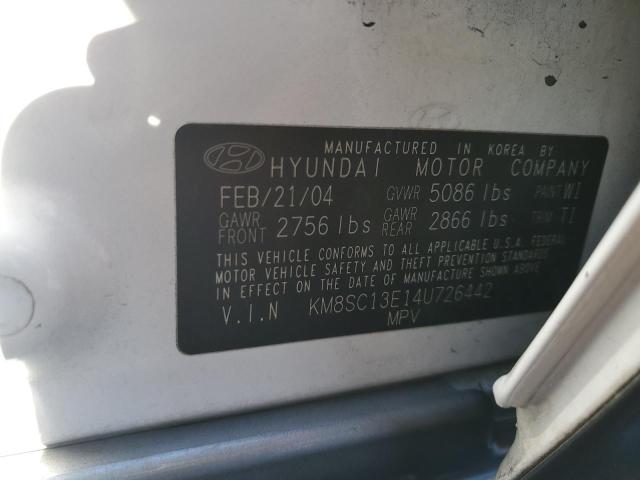 MANUFACTURED IN KOREA BY
HYUNDAI MOTOR COMPANY
FEB/21/04 GVWR 5086 lbs PAINT WI
GAWR FRONT 2756 lbs GAWR REAR 2866 lbs TRIM TI
THIS VEHICLE CONFORMS TO ALL APPLICABLE U.S.A. FEDERAL
MOTOR VEHICLE SAFETY AND THEFT PREVENTION STANDARDS
IN EFFECT ON THE DATE OF MANUFACTURE SHOWN ABOVE.
V.I.N KM8SC13E14U726442
MPV